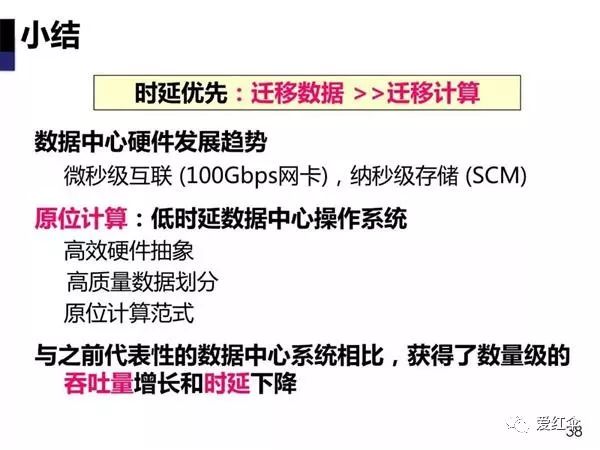 小结
时延优先：迁移数据 >>迁移计算
数据中心硬件发展趋势
微秒级互联 (100Gbps网卡)，纳秒级存储 (SCM)
原位计算：低时延数据中心操作系统
高效硬件抽象
高质量数据划分
原位计算范式
与之前代表性的数据中心系统相比，获得了数量级的
吞吐量增长和时延下降
爱红伞
38